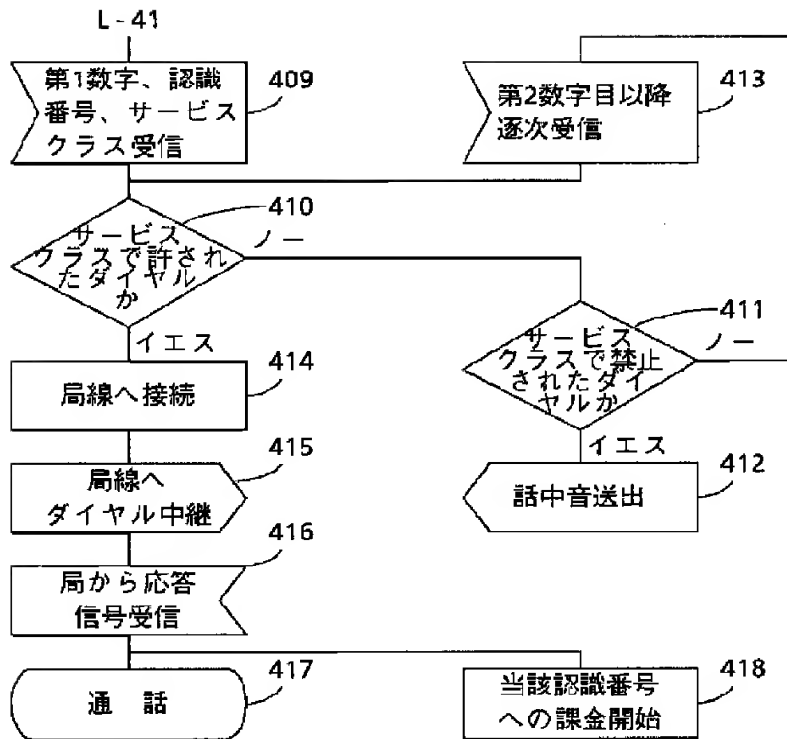 L-41
第1数字、認識
番号、サービス
クラス受信
409
第2数字目以降
逐次受信
413
410
サービス
クラスで許され
たダイヤル
か
ノー
イエス
411
サービス
クラスで禁止
されたダイ
ヤルか
ノー
イエス
局線へ接続
414
局線へ
ダイヤル中継
415
話中音送出
412
局から応答
信号受信
416
通 話
417
当該認識番号
への課金開始
418